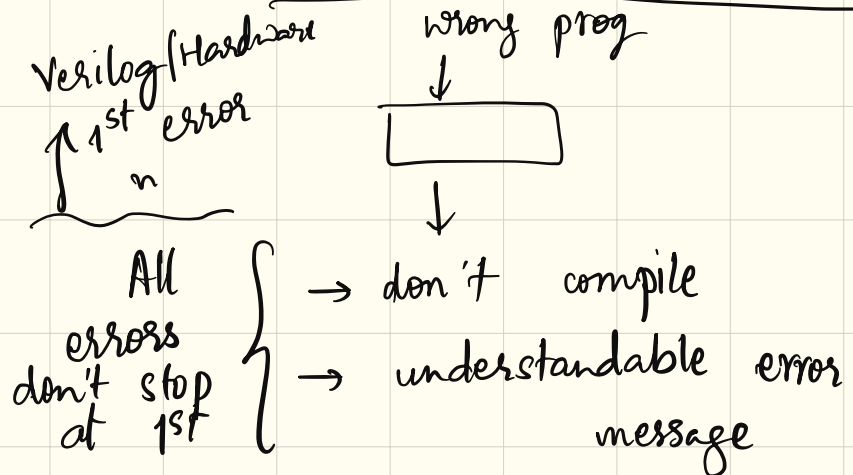 wrong prog
Verilog/Hardware
1st error
n
All
errors
don't stop
at 1st
→ don't compile
→ understandable error
message